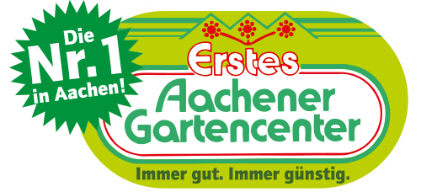 Die
Nr. 1
in Aachen!
Erstes
Aachener
Gartencenter
Immer gut. Immer günstig.